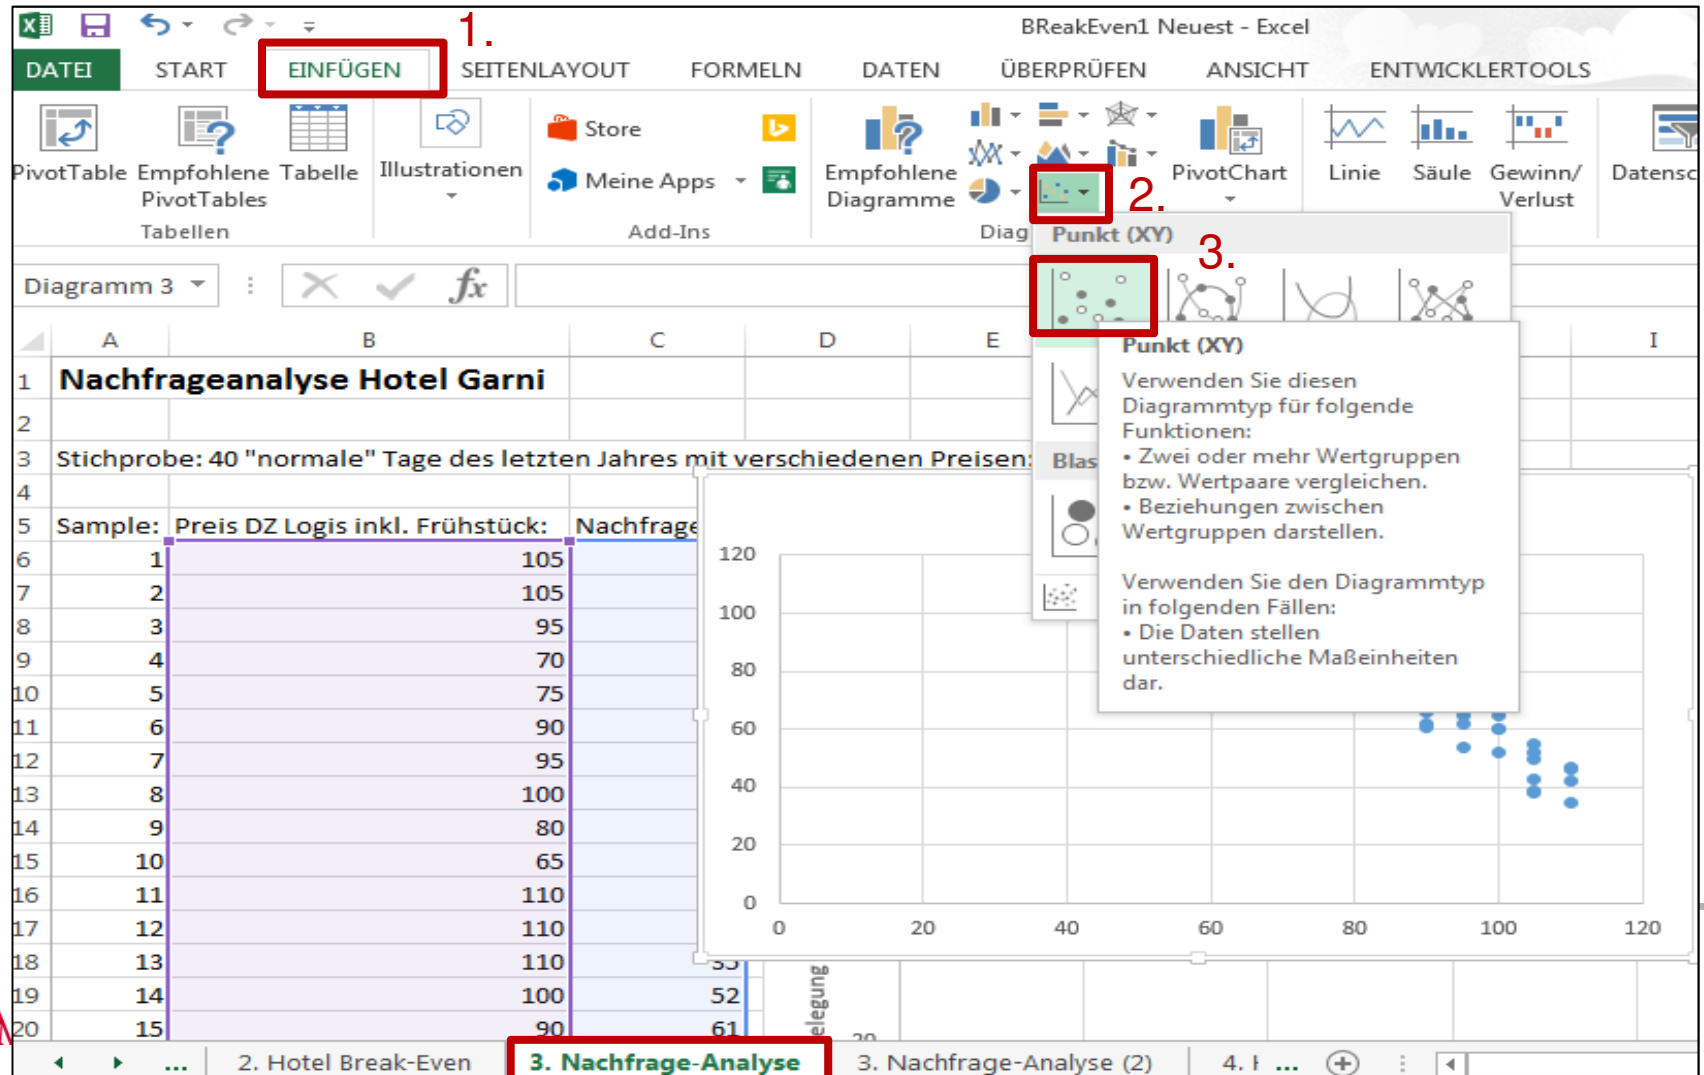 1.
BReakEven1 Neuest - Excel
DATEI START EINFÜGEN SEITENLAYOUT FORMELN DATEN ÜBERPRÜFEN ANSICHT ENTWICKLERTOOLS
Store
PivotTable Empfohlene Tabelle Illustrationen Meine Apps Empfohlene PivotChart Linie Säule Gewinn/
PivotTables Diagramme 2. Verlust
Tabellen Add-Ins
Punkt (XY)
3.
Diagramm 3 fx
A B C D E I
Punkt (XY)
Verwenden Sie diesen
Diagrammtyp für folgende
Funktionen:
• Zwei oder mehr Wertgruppen
bzw. Wertpaare vergleichen.
• Beziehungen zwischen
Wertgruppen darstellen.
Verwenden Sie den Diagrammtyp
in folgenden Fällen:
• Die Daten stellen
unterschiedliche Maßeinheiten
dar.
1 Nachfrageanalyse Hotel Garni
2
3 Stichprobe: 40 "normale" Tage des letzten Jahres mit verschiedenen Preisen:
4
5 Sample: Preis DZ Logis inkl. Frühstück: Nachfrage
6 1 105
7 2 105
8 3 95
9 4 70
10 5 75
11 6 90
12 7 95
13 8 100
14 9 80
15 10 65
16 11 110
17 12 110
18 13 110
19 14 100 52
20 15 90 61
120
100
80
60
40
20
0
0 20 40 60 80 100 120
... 2. Hotel Break-Even 3. Nachfrage-Analyse 3. Nachfrage-Analyse (2) 4. ...